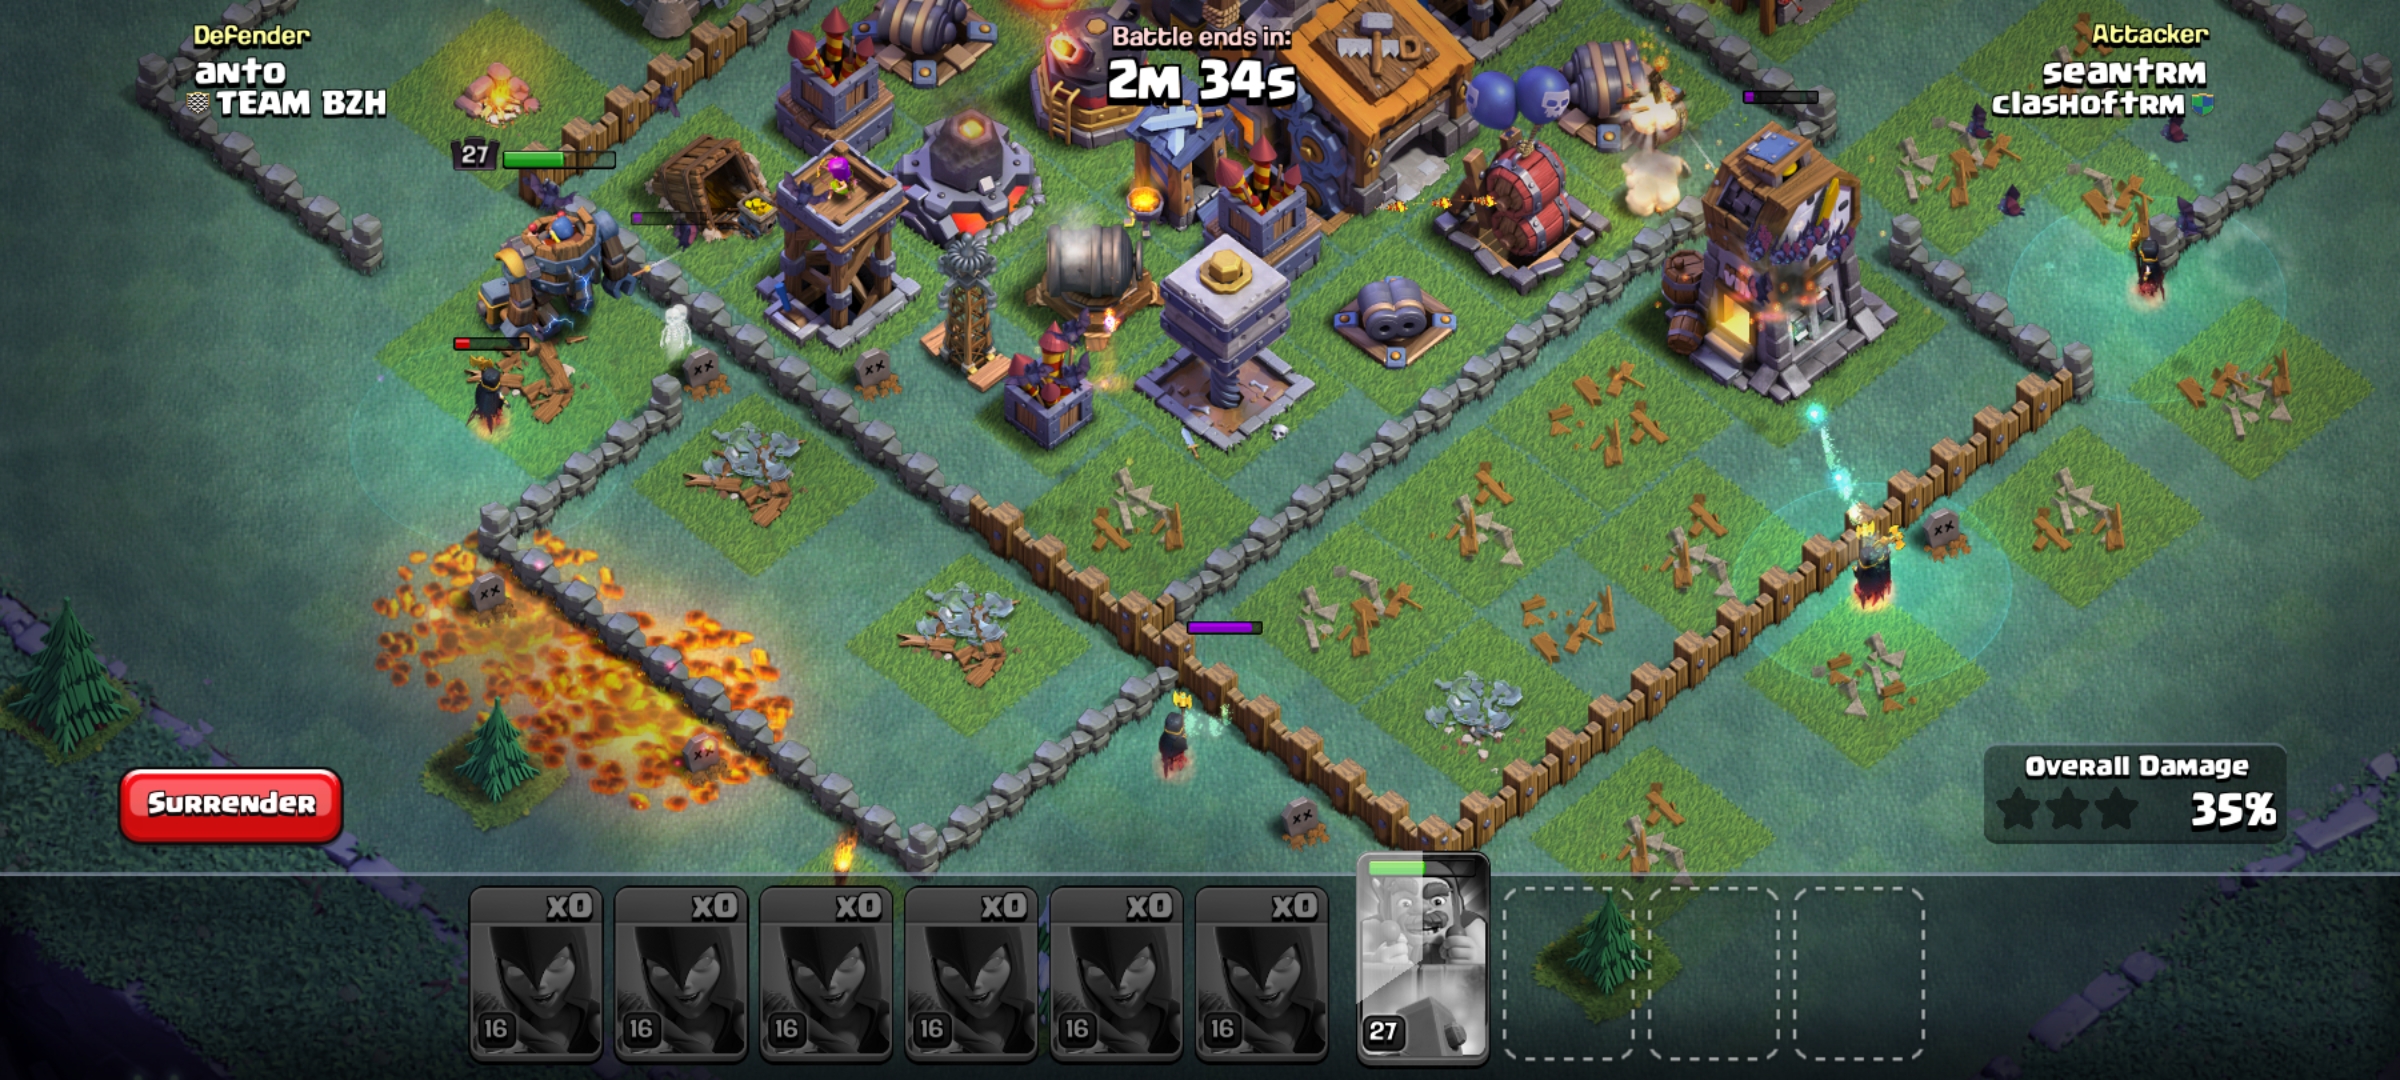 Defender
anto
TEAM BZH
Battle ends in:
2M 34s
Attacker
seantRM
clashoftRM
27
Surrender
Overall Damage
35%
x0
x0
x0
x0
x0
x0
16
16
16
16
16
16
27